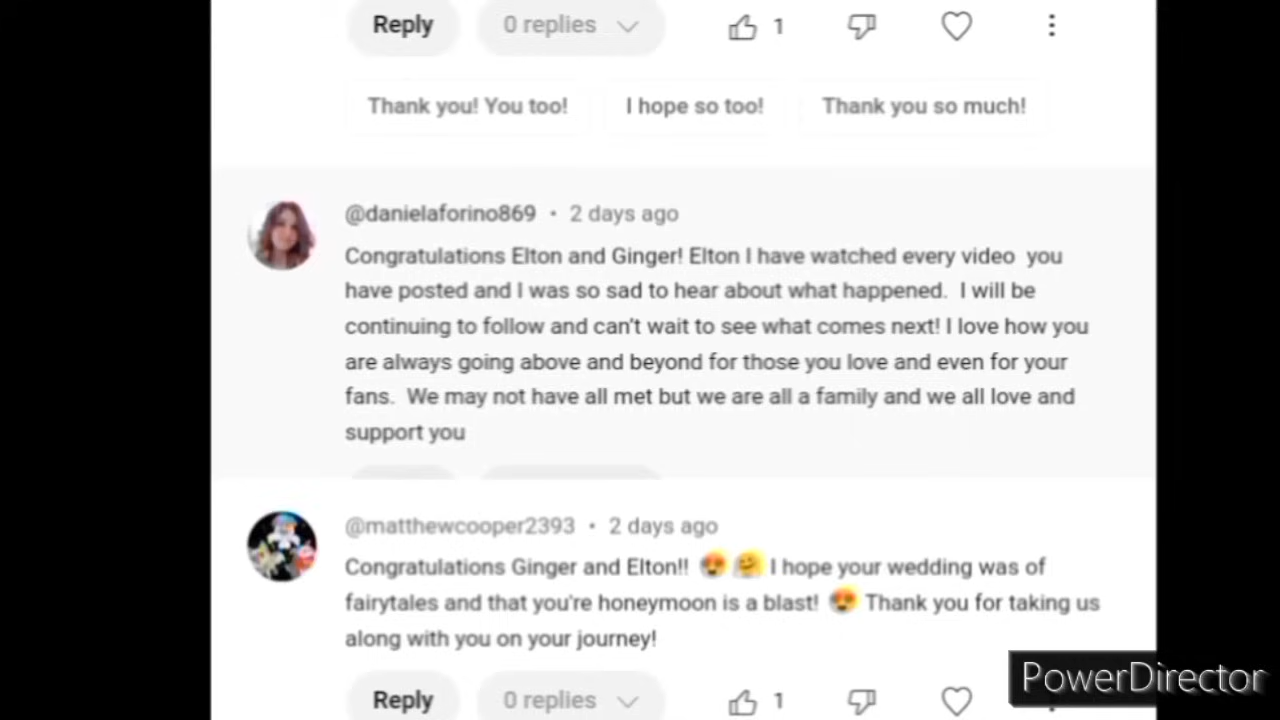 Reply 0 replies 1
Thank you! You too! I hope so too! Thank you so much!
@danielaforino869 • 2 days ago
Congratulations Elton and Ginger! Elton I have watched every video you
have posted and I was so sad to hear about what happened. I will be
continuing to follow and can't wait to see what comes next! I love how you
are always going above and beyond for those you love and even for your
fans. We may not have all met but we are all a family and we all love and
support you
@matthewcooper2393 • 2 days ago
Congratulations Ginger and Elton!! 😍🤗 I hope your wedding was of
fairytales and that you're honeymoon is a blast! 😍 Thank you for taking us
along with you on your journey!
Reply 0 replies 1
PowerDirector